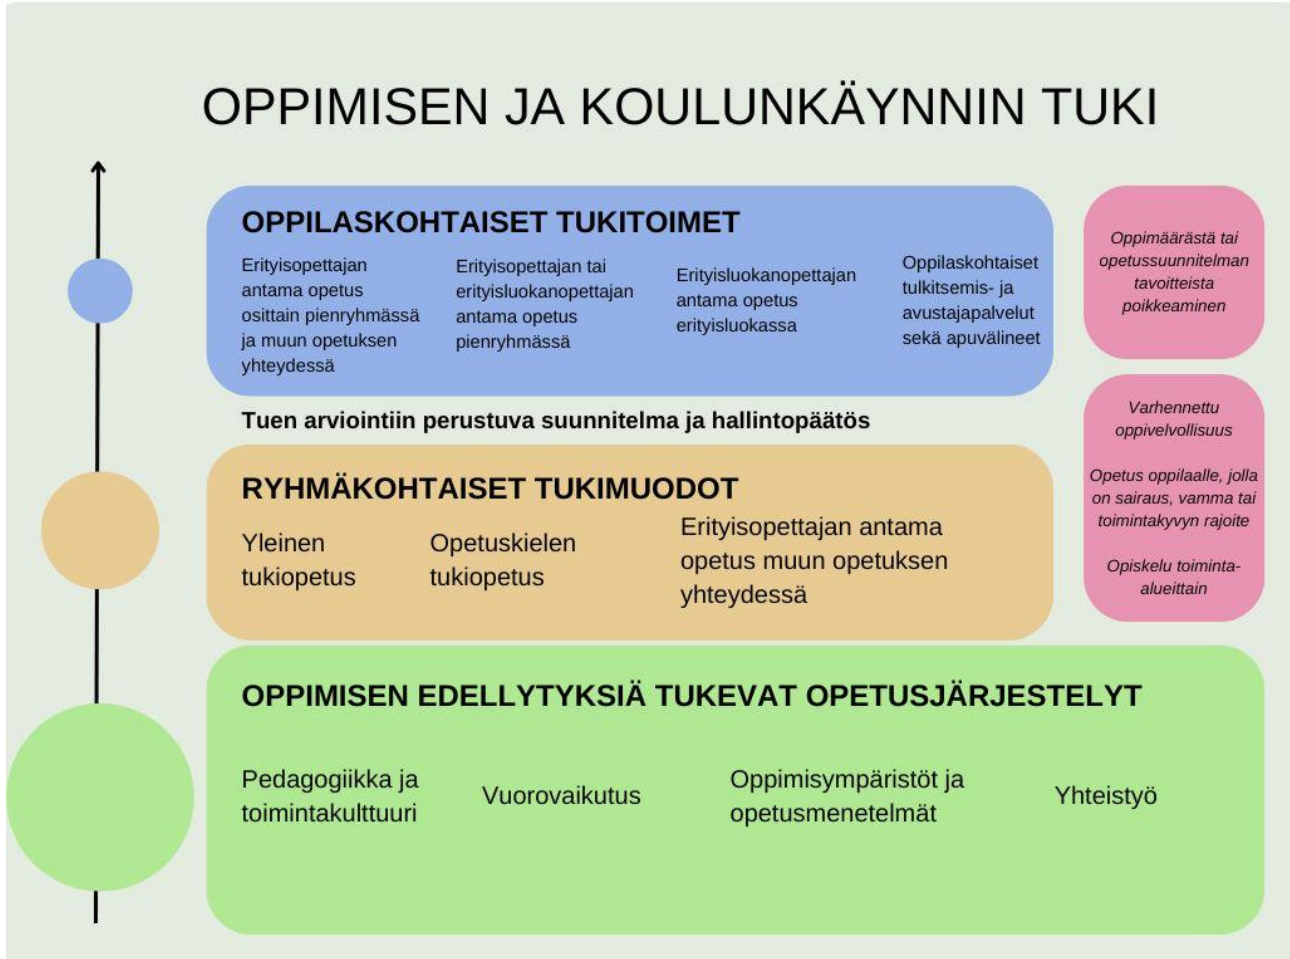 OPPIMISEN JA KOULUNKÄYNNIN TUKI
OPPILASKOHTAISET TUKITOIMET
Erityisopettajan
antama opetus
osittain pienryhmässä
ja muun opetuksen
yhteydessä
Erityisopettajan tai
erityisluokanopettajan
antama opetus
pienryhmässä
Erityisluokanopettajan
antama opetus
erityisluokassa
Oppilaskohtaiset
tulkitsemis- ja
avustajapalvelut
sekä apuvälineet
Oppimäärästä tai
opetussuunnitelman
tavoitteista
poikkeaminen
Tuen arviointiin perustuva suunnitelma ja hallintopäätös
RYHMÄKOHTAISET TUKIMUODOT
Yleinen
tukiopetus
Opetuskielen
tukiopetus
Erityisopettajan antama
opetus muun opetuksen
yhteydessä
Varhennettu
oppivelvollisuus
Opetus oppilaalle, jolla
on sairaus, vamma tai
toimintakyvyn rajoite
Opiskelu toiminta-
alueittain
OPPIMISEN EDELLYTYKSIÄ TUKEVAT OPETUSJÄRJESTELYT
Pedagogiikka ja
toimintakulttuuri
Vuorovaikutus
Oppimisympäristöt ja
opetusmenetelmät
Yhteistyö